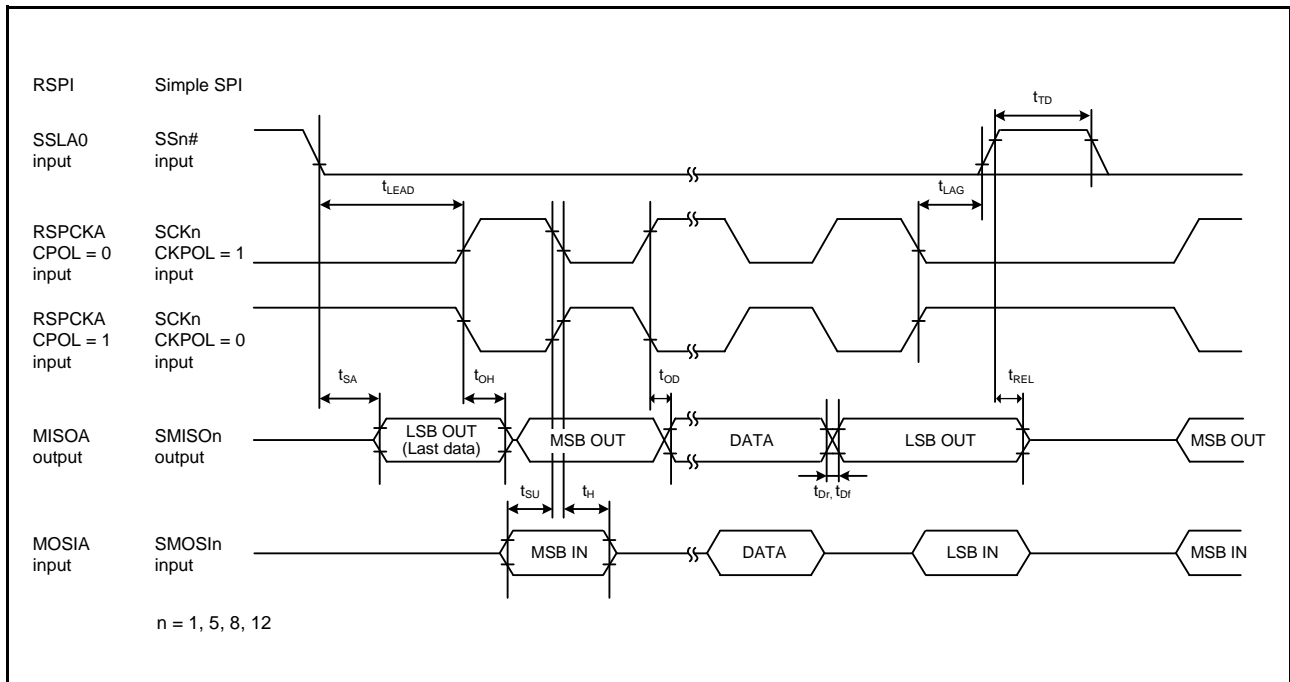 RSPI Simple SPI
tTD
SSLA0 SSn#
input input
tLEAD tLAG
RSPCKA SCKn
CPOL = 0 CKPOL = 1
input input
RSPCKA SCKn
CPOL = 1 CKPOL = 0
input input
tSA tOH tOD tREL
MISOA SMISOn
output output
LSB OUT
(Last data)
MSB OUT DATA LSB OUT MSB OUT
tSU tH tDr, tDf
MOSIA SMOSIn
input input
MSB IN DATA LSB IN MSB IN
n = 1, 5, 8, 12